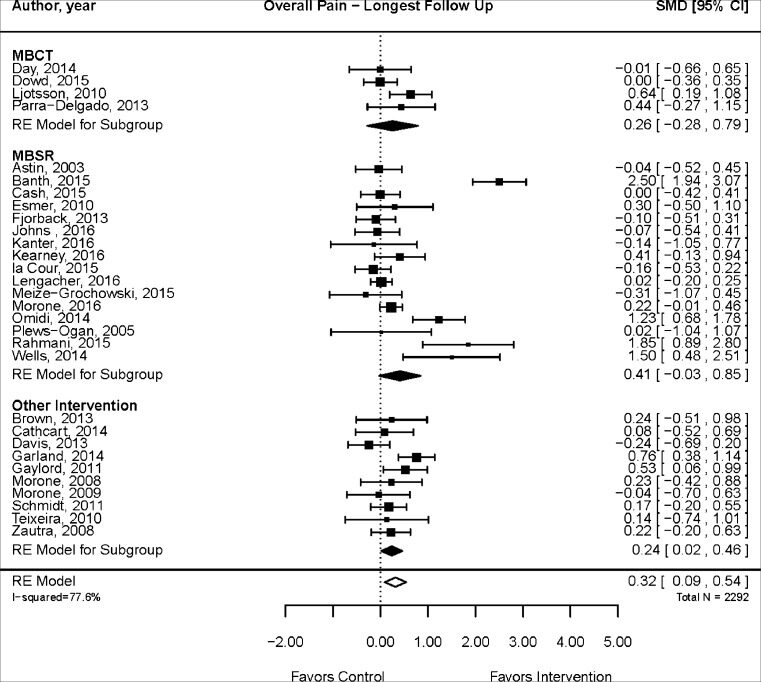 Author, year Overall Pain − Longest Follow Up SMD [95% CI]
MBCT
Day, 2014 −0.01 [ −0.66 , 0.65 ]
Dowd, 2015 0.00 [ −0.36 , 0.35 ]
Ljotsson, 2010 0.64 [ 0.19 , 1.08 ]
Parra−Delgado, 2013 0.44 [ −0.27 , 1.15 ]
RE Model for Subgroup 0.26 [ −0.28 , 0.79 ]
MBSR
Astin, 2003 −0.04 [ −0.52 , 0.45 ]
Banth, 2015 2.50 [ 1.94 , 3.07 ]
Cash, 2015 0.00 [ −0.42 , 0.41 ]
Esmer, 2010 0.30 [ −0.50 , 1.10 ]
Fjorback, 2013 −0.10 [ −0.51 , 0.31 ]
Johns , 2016 −0.07 [ −0.54 , 0.41 ]
Kanter, 2016 −0.14 [ −1.05 , 0.77 ]
Kearney, 2016 0.41 [ −0.13 , 0.94 ]
la Cour, 2015 −0.16 [ −0.53 , 0.22 ]
Lengacher, 2016 0.02 [ −0.20 , 0.25 ]
Meize−Grochowski, 2015 −0.31 [ −1.07 , 0.45 ]
Morone, 2016 0.22 [ −0.01 , 0.46 ]
Omidi, 2014 1.23 [ 0.68 , 1.78 ]
Plews−Ogan, 2005 0.02 [ −1.04 , 1.07 ]
Rahmani, 2015 1.85 [ 0.89 , 2.80 ]
Wells, 2014 1.50 [ 0.48 , 2.51 ]
RE Model for Subgroup 0.41 [ −0.03 , 0.85 ]
Other Intervention
Brown, 2013 0.24 [ −0.51 , 0.98 ]
Cathcart, 2014 0.08 [ −0.52 , 0.69 ]
Davis, 2013 −0.24 [ −0.69 , 0.20 ]
Garland, 2014 0.76 [ 0.38 , 1.14 ]
Gaylord, 2011 0.53 [ 0.06 , 0.99 ]
Morone, 2008 0.23 [ −0.42 , 0.88 ]
Morone, 2009 −0.04 [ −0.70 , 0.63 ]
Schmidt, 2011 0.17 [ −0.20 , 0.55 ]
Teixeira, 2010 0.14 [ −0.74 , 1.01 ]
Zautra, 2008 0.22 [ −0.20 , 0.63 ]
RE Model for Subgroup 0.24 [ 0.02 , 0.46 ]
RE Model 0.32 [ 0.09 , 0.54 ]
I−squared=77.6% Total N = 2292
−2.00 0.00 1.00 2.00 3.00 4.00 5.00
Favors Control Favors Intervention